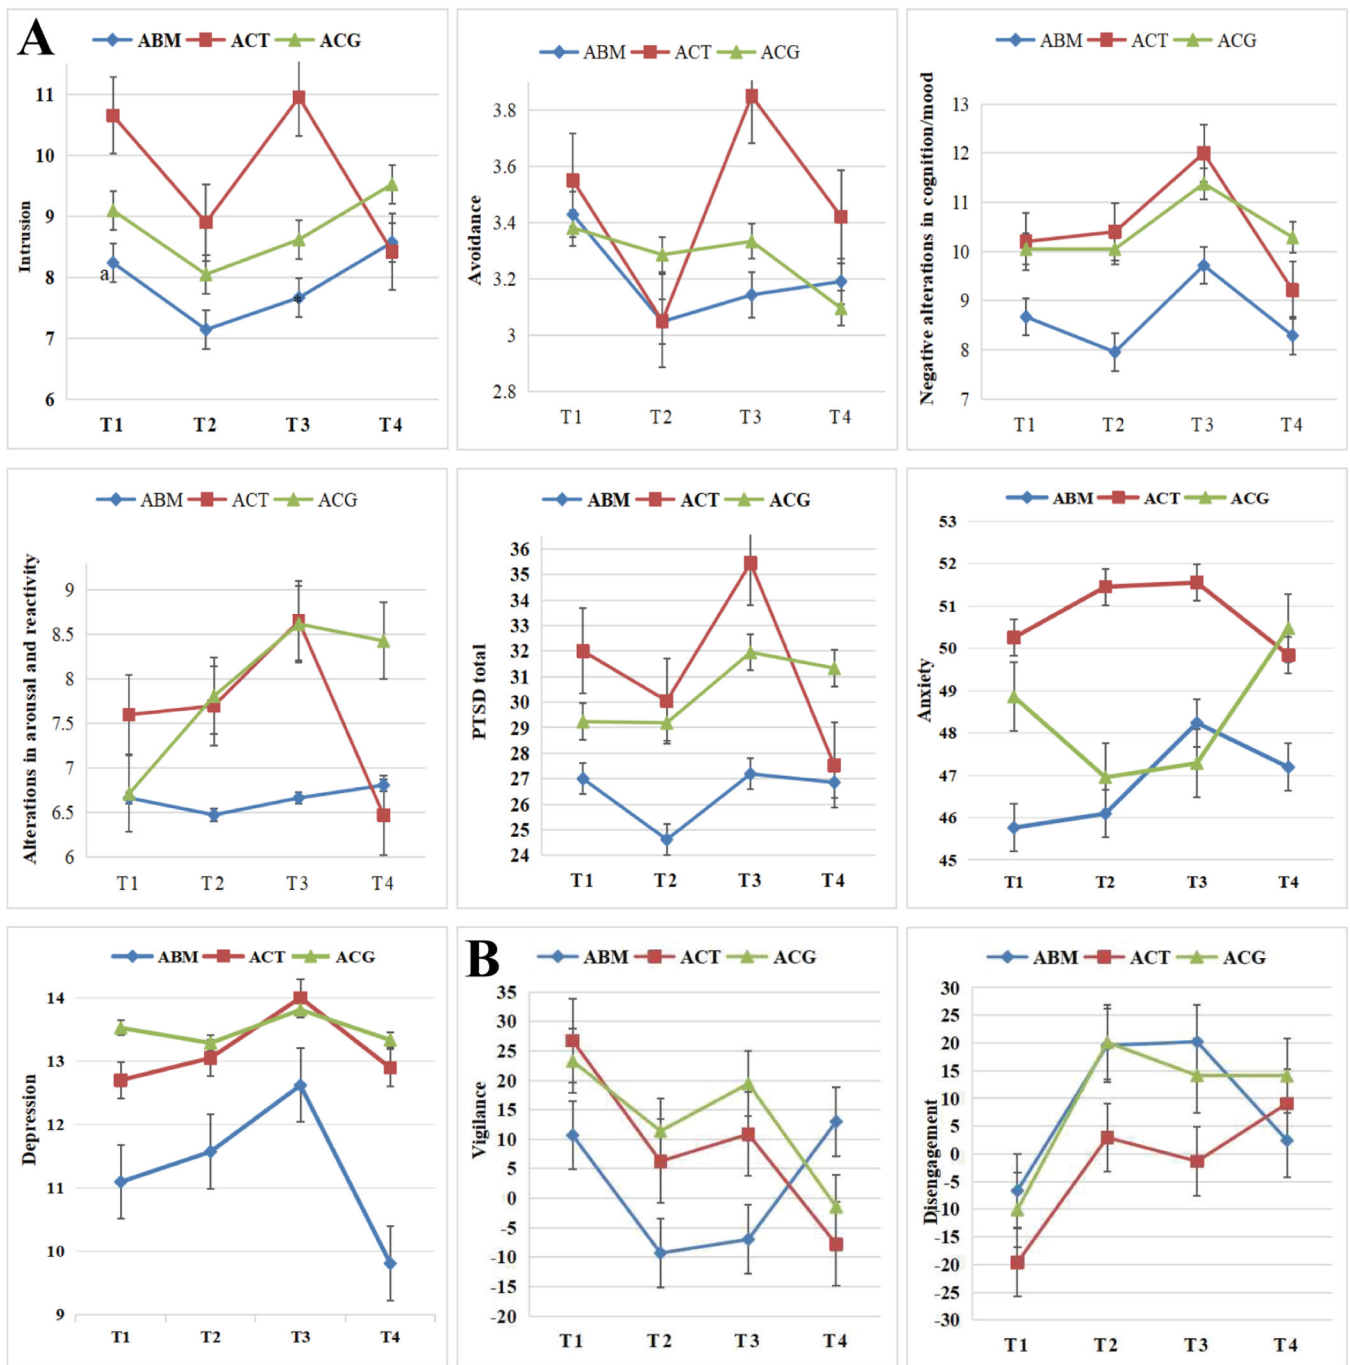 A
ABM ACT ACG
Intrusion
11
10
9
8
7
6
a
*
T1 T2 T3 T4
ABM ACT ACG
Avoidance
3.8
3.6
3.4
3.2
3
2.8
T1 T2 T3 T4
ABM ACT ACG
Negative alterations in cognition/mood
13
12
11
10
9
8
7
T1 T2 T3 T4
ABM ACT ACG
Alterations in arousal and reactivity
9
8.5
8
7.5
7
6.5
6
T1 T2 T3 T4
ABM ACT ACG
PTSD total
36
35
34
33
32
31
30
29
28
27
26
25
24
T1 T2 T3 T4
ABM ACT ACG
Anxiety
53
52
51
50
49
48
47
46
45
T1 T2 T3 T4
ABM ACT ACG
Depression
14
13
12
11
10
9
T1 T2 T3 T4
B
ABM ACT ACG
Vigilance
35
30
25
20
15
10
5
0
-5
-10
-15
-20
T1 T2 T3 T4
ABM ACT ACG
Disengagement
30
25
20
15
10
5
0
-5
-10
-15
-20
-25
-30
T1 T2 T3 T4